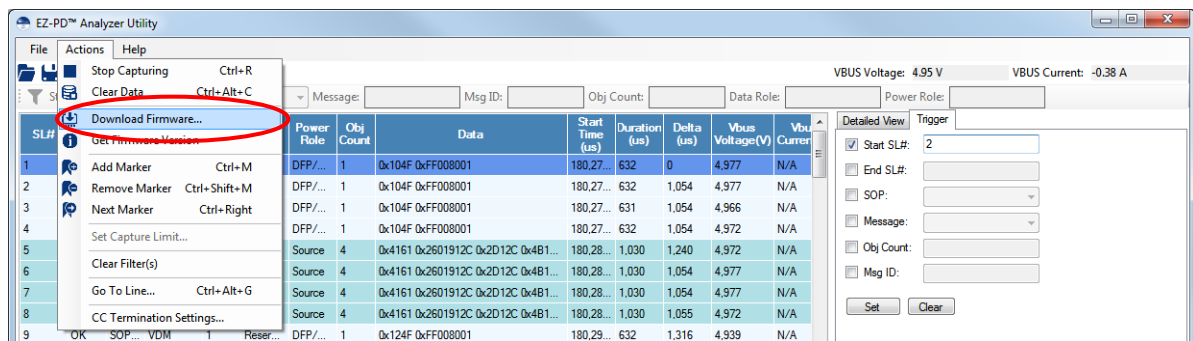 EZ-PD™ Analyzer Utility
File Actions Help
Stop Capturing Ctrl+R
Clear Data Ctrl+Alt+C
Download Firmware...
Get Firmware Version
Add Marker Ctrl+M
Remove Marker Ctrl+Shift+M
Next Marker Ctrl+Right
Set Capture Limit...
Clear Filter(s)
Go To Line... Ctrl+Alt+G
CC Termination Settings...
VBUS Voltage: 4.95 V VBUS Current: -0.38 A
Message: Msg ID: Obj Count: Data Role: Power Role:
SL# Power Role Obj Count Data Start Time (us) Duration (us) Delta (us) Vbus Voltage(V) Vbu Curren
1 DFP/... 1 0x104F 0xFF008001 180,27... 632 0 4,977 N/A
2 DFP/... 1 0x104F 0xFF008001 180,27... 632 1,054 4,977 N/A
3 DFP/... 1 0x104F 0xFF008001 180,27... 631 1,054 4,966 N/A
4 DFP/... 1 0x104F 0xFF008001 180,27... 632 1,054 4,972 N/A
5 Source 4 0x4161 0x2601912C 0x2D12C 0x4B1... 180,28... 1,030 1,240 4,972 N/A
6 Source 4 0x4161 0x2601912C 0x2D12C 0x4B1... 180,28... 1,030 1,054 4,977 N/A
7 Source 4 0x4161 0x2601912C 0x2D12C 0x4B1... 180,28... 1,030 1,054 4,977 N/A
8 Source 4 0x4161 0x2601912C 0x2D12C 0x4B1... 180,28... 1,030 1,055 4,972 N/A
9 OK SOP... VDM 1 Reser... DFP/... 1 0x124F 0xFF008001 180,29... 632 1,316 4,939 N/A
Detailed View Trigger
Start SL#: 2
End SL#:
SOP:
Message:
Obj Count:
Msg ID:
Set Clear